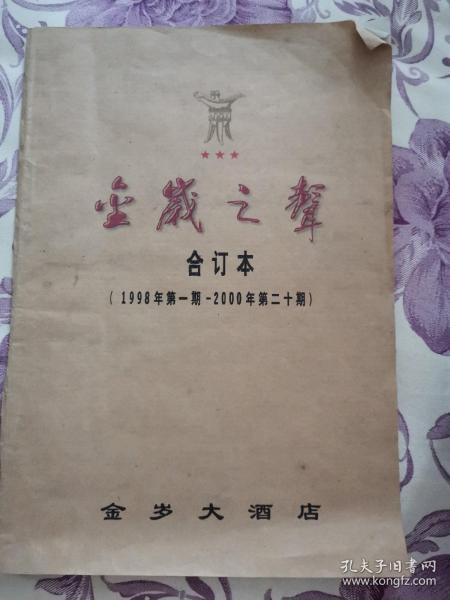 金歲之聲
合订本
(1998年第一期-2000年第二十期)
金岁大酒店
孔夫子旧书网
www.kongfz.com